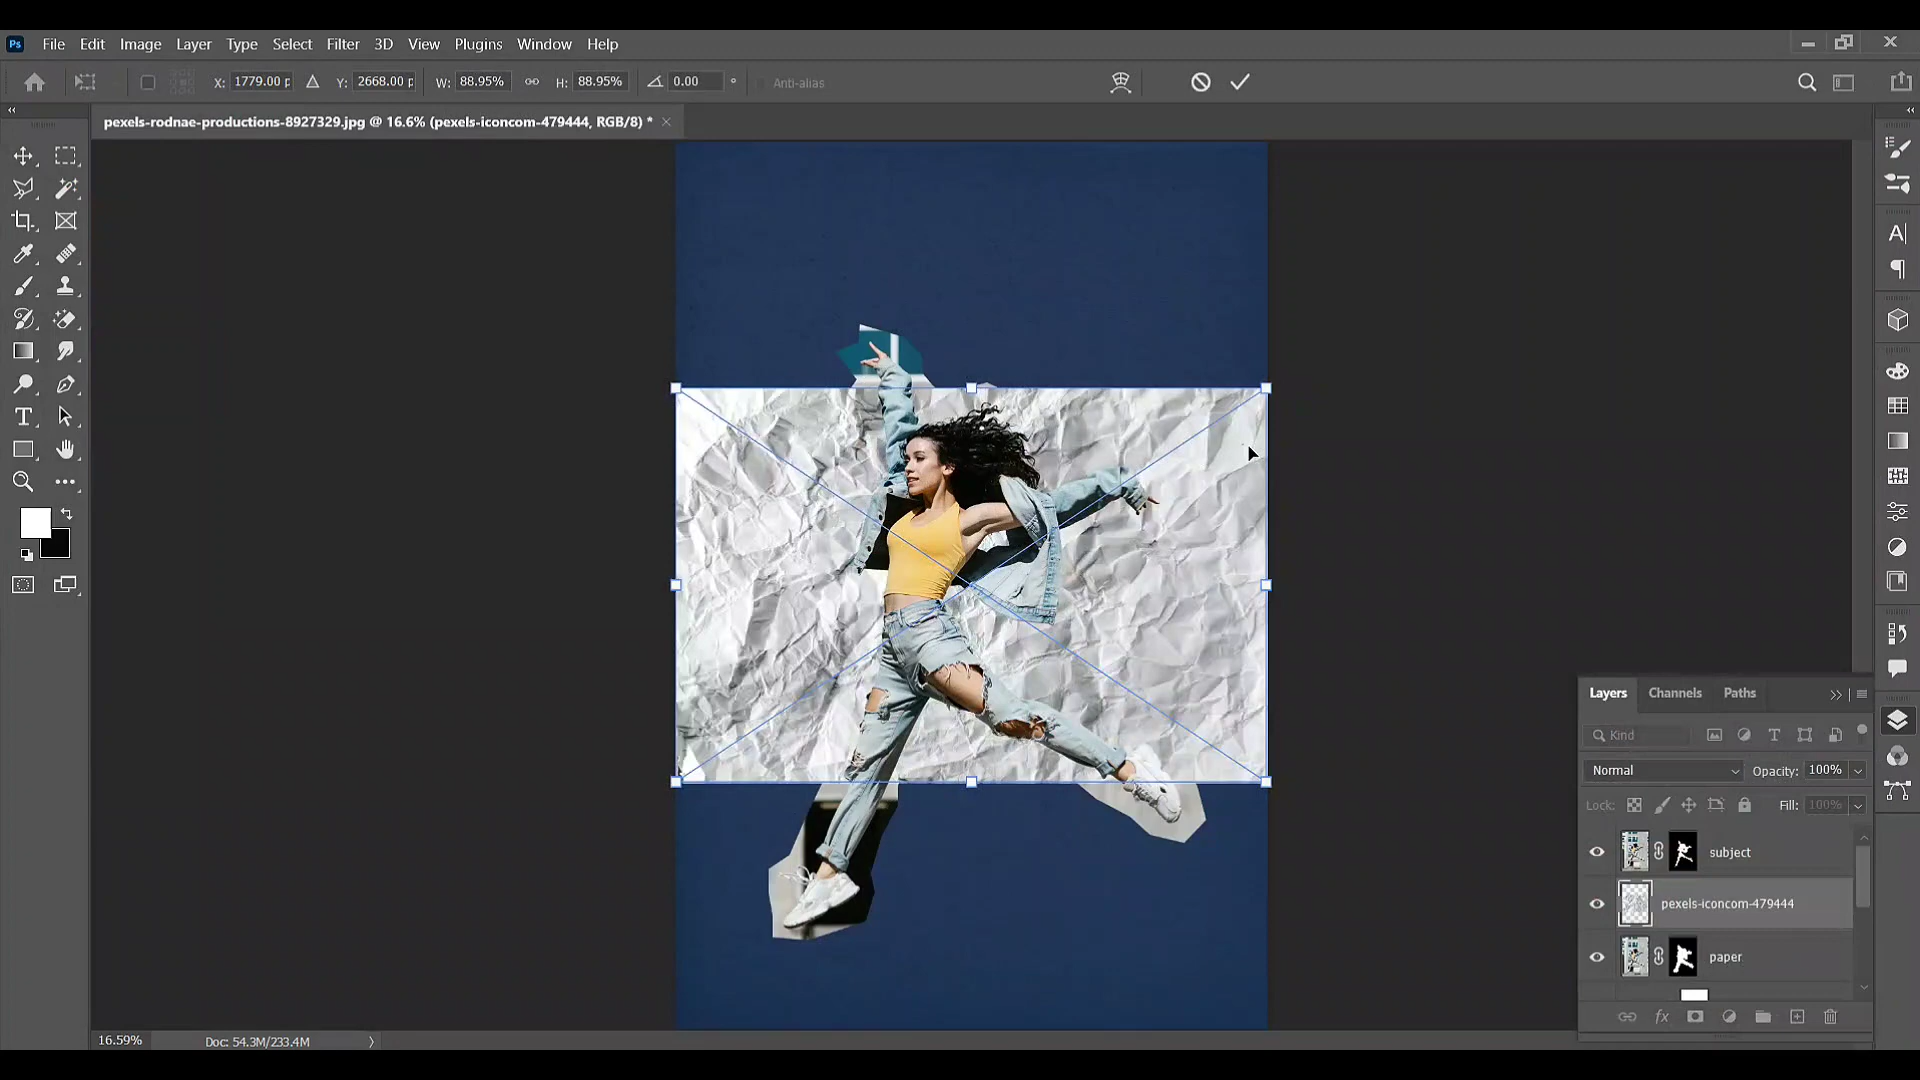 Ps File Edit Image Layer Type Select Filter 3D View Plugins Window Help
X: 1779.00 p Y: 2668.00 p W: 88.95% H: 88.95% 0.00 ° Anti-alias
pexels-rodnae-productions-8927329.jpg @ 16.6% (pexels-iconcom-479444, RGB/8) *
Layers Channels Paths
Kind
Normal Opacity: 100%
Lock: Fill: 100%
subject
pexels-iconcom-479444
paper
16.59% Doc: 54.3M/233.4M